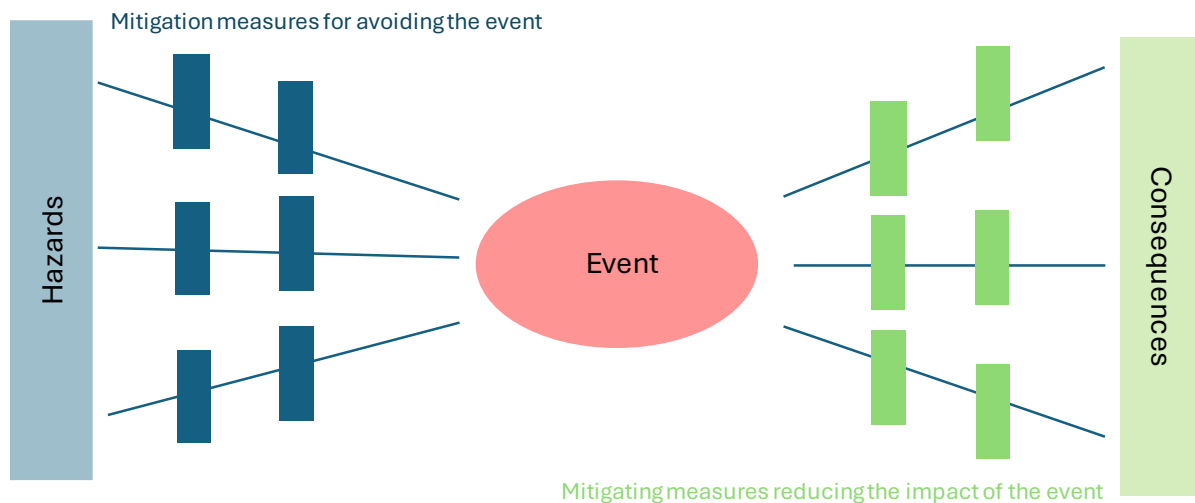 Mitigation measures for avoiding the event
Hazards
Event
Consequences
Mitigating measures reducing the impact of the event